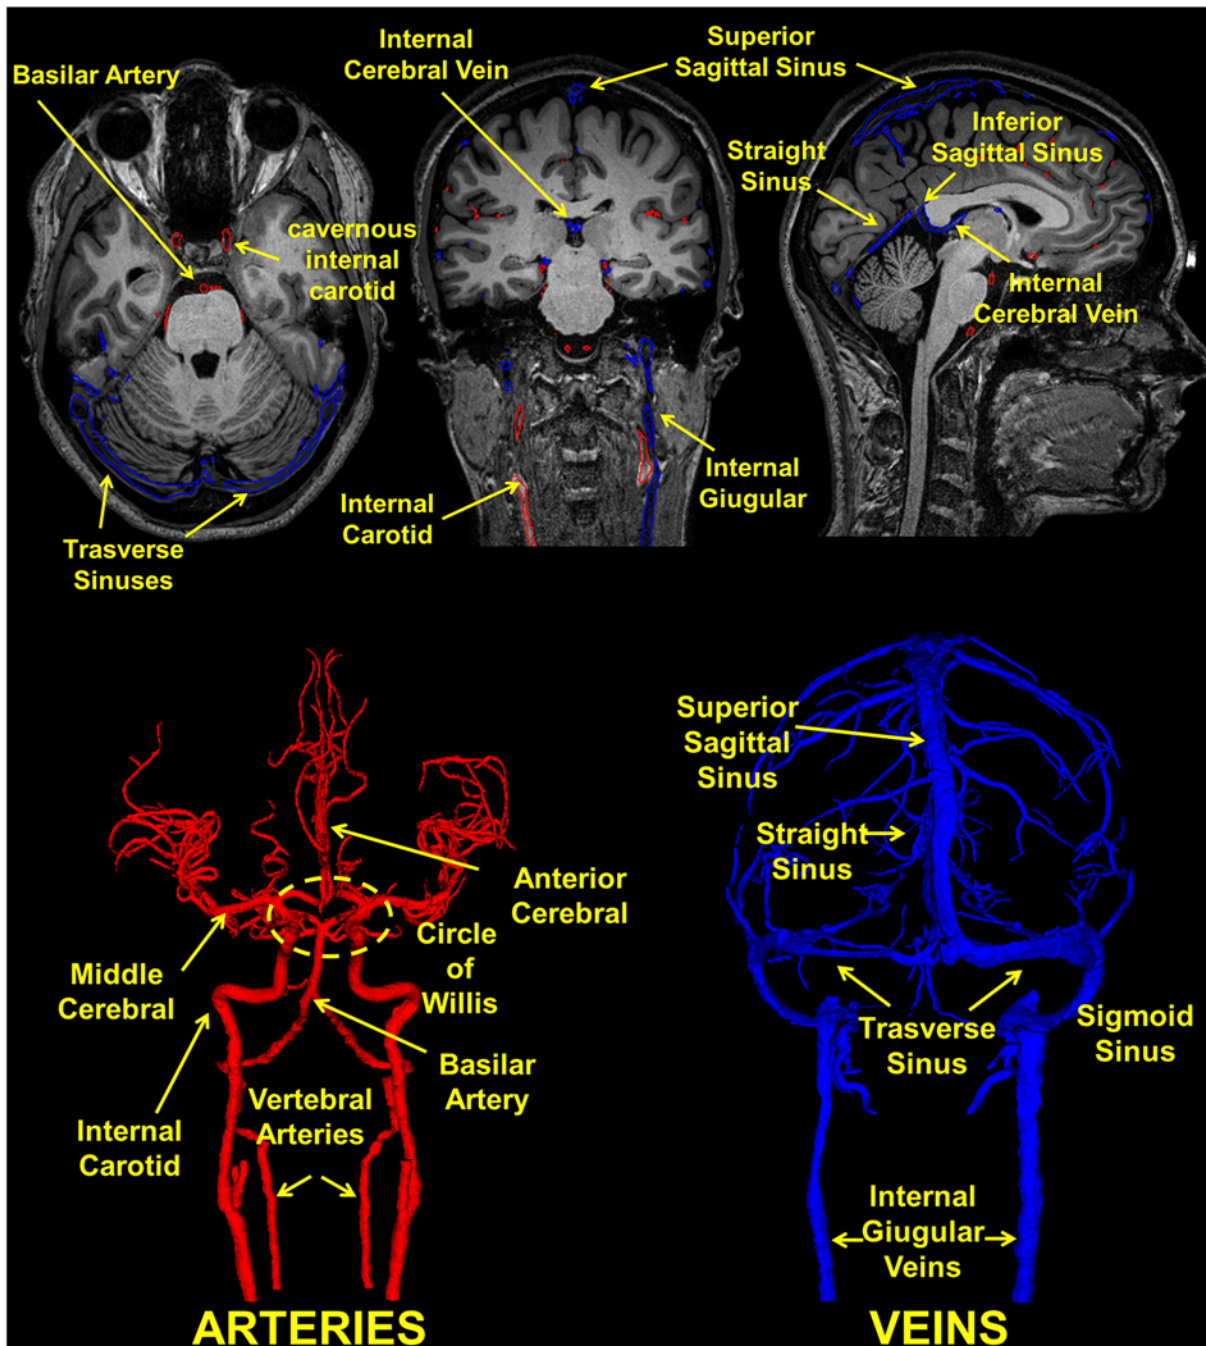 Basilar Artery
Internal
Cerebral Vein
Superior
Sagittal Sinus
Inferior
Sagittal Sinus
Straight
Sinus
cavernous
internal
carotid
Internal
Cerebral Vein
Internal
Giugular
Internal
Carotid
Trasverse
Sinuses
Superior
Sagittal
Sinus
Straight
Sinus
Anterior
Cerebral
Circle
of
Willis
Middle
Cerebral
Basilar
Artery
Vertebral
Arteries
Internal
Carotid
Trasverse
Sinus
Sigmoid
Sinus
Internal
Giugular
Veins
ARTERIES
VEINS